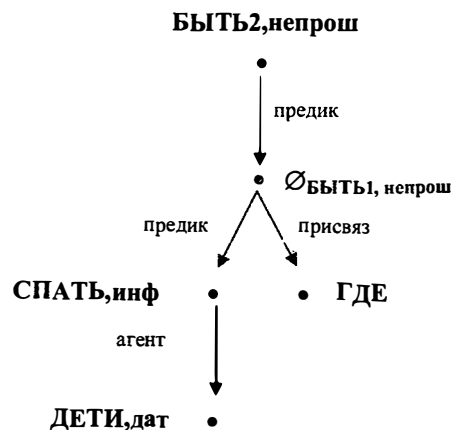 БЫТЬ2,непрош
предик
∅БЫТЬ1, непрош
предик присвяз
СПАТЬ,инф ГДЕ
агент
ДЕТИ,дат